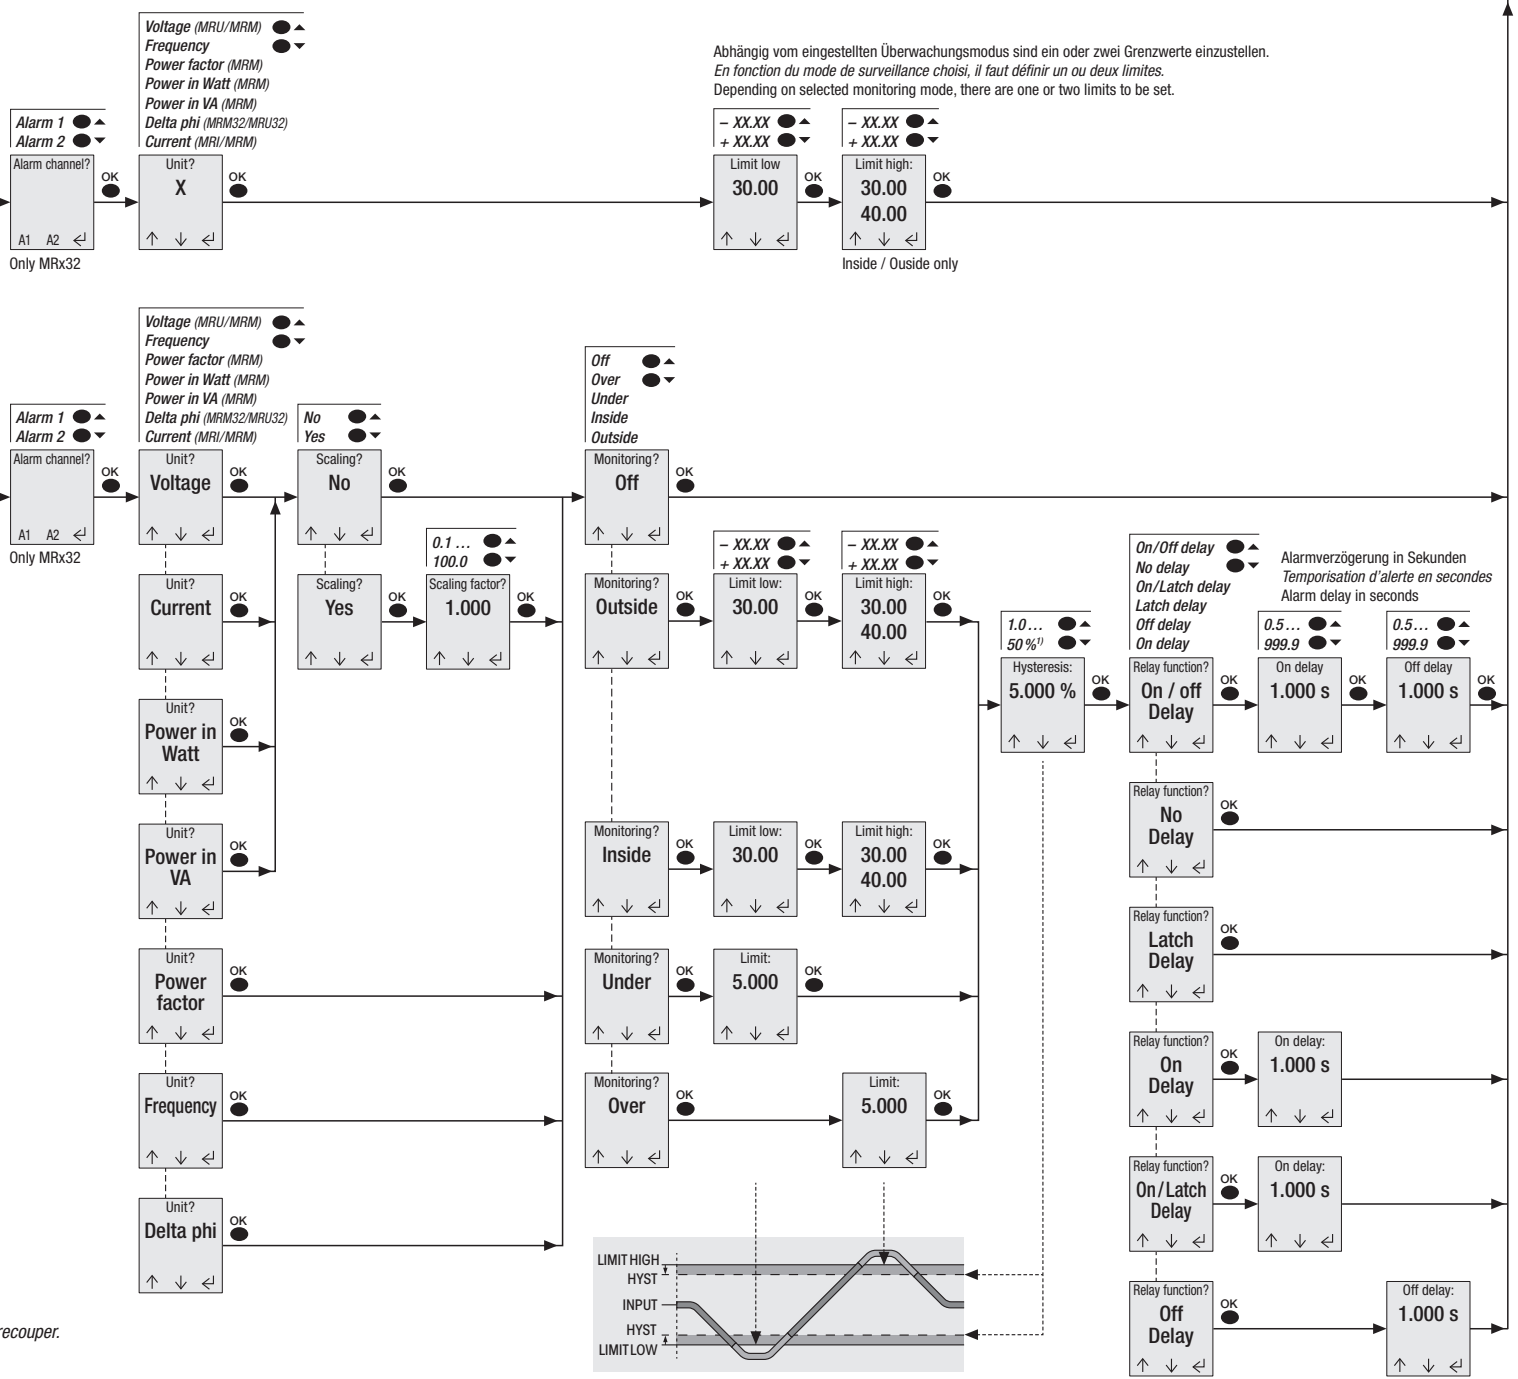 Voltage (MRU/MRM)
Frequency
Power factor (MRM)
Power in Watt (MRM)
Power in VA (MRM)
Delta phi (MRM32/MRU32)
Current (MRI/MRM)
Abhängig vom eingestellten Überwachungsmodus sind ein oder zwei Grenzwerte einzustellen.
En fonction du mode de surveillance choisi, il faut définir un ou deux limites.
Depending on selected monitoring mode, there are one or two limits to be set.
Alarm 1
Alarm 2
– XX.XX
+ XX.XX
– XX.XX
+ XX.XX
Alarm channel?
A1 A2
OK
Only MRx32
Unit?
X
OK
Limit low
30.00
OK
Limit high:
30.00
40.00
OK
Inside / Ouside only
Voltage (MRU/MRM)
Frequency
Power factor (MRM)
Power in Watt (MRM)
Power in VA (MRM)
Delta phi (MRM32/MRU32)
Current (MRI/MRM)
Alarm 1
Alarm 2
No
Yes
Off
Over
Under
Inside
Outside
Alarm channel?
A1 A2
OK
Only MRx32
Unit?
Voltage
OK
Scaling?
No
OK
Monitoring?
Off
OK
0.1 ...
100.0
– XX.XX
+ XX.XX
– XX.XX
+ XX.XX
Unit?
Current
OK
Scaling?
Yes
OK
Scaling factor?
1.000
OK
Monitoring?
Outside
OK
Limit low:
30.00
OK
Limit high:
30.00
40.00
OK
On/Off delay
No delay
On/Latch delay
Latch delay
Off delay
On delay
Alarmverzögerung in Sekunden
Temporisation d'alerte en secondes
Alarm delay in seconds
1.0 ...
50 %1)
0.5 ...
999.9
0.5 ...
999.9
Hysteresis:
5.000 %
OK
Relay function?
On / off
Delay
OK
On delay
1.000 s
OK
Off delay
1.000 s
OK
Unit?
Power in
Watt
OK
Relay function?
No
Delay
OK
Unit?
Power in
VA
OK
Monitoring?
Inside
OK
Limit low:
30.00
OK
Limit high:
30.00
40.00
OK
Relay function?
Latch
Delay
OK
Unit?
Power
factor
OK
Monitoring?
Under
OK
Limit:
5.000
OK
Relay function?
On
Delay
OK
On delay:
1.000 s
Unit?
Frequency
OK
Monitoring?
Over
OK
Limit:
5.000
OK
Relay function?
On/Latch
Delay
OK
On delay:
1.000 s
Unit?
Delta phi
OK
LIMIT HIGH
HYST
INPUT
HYST
LIMIT LOW
Relay function?
Off
Delay
OK
Off delay:
1.000 s
recouper.